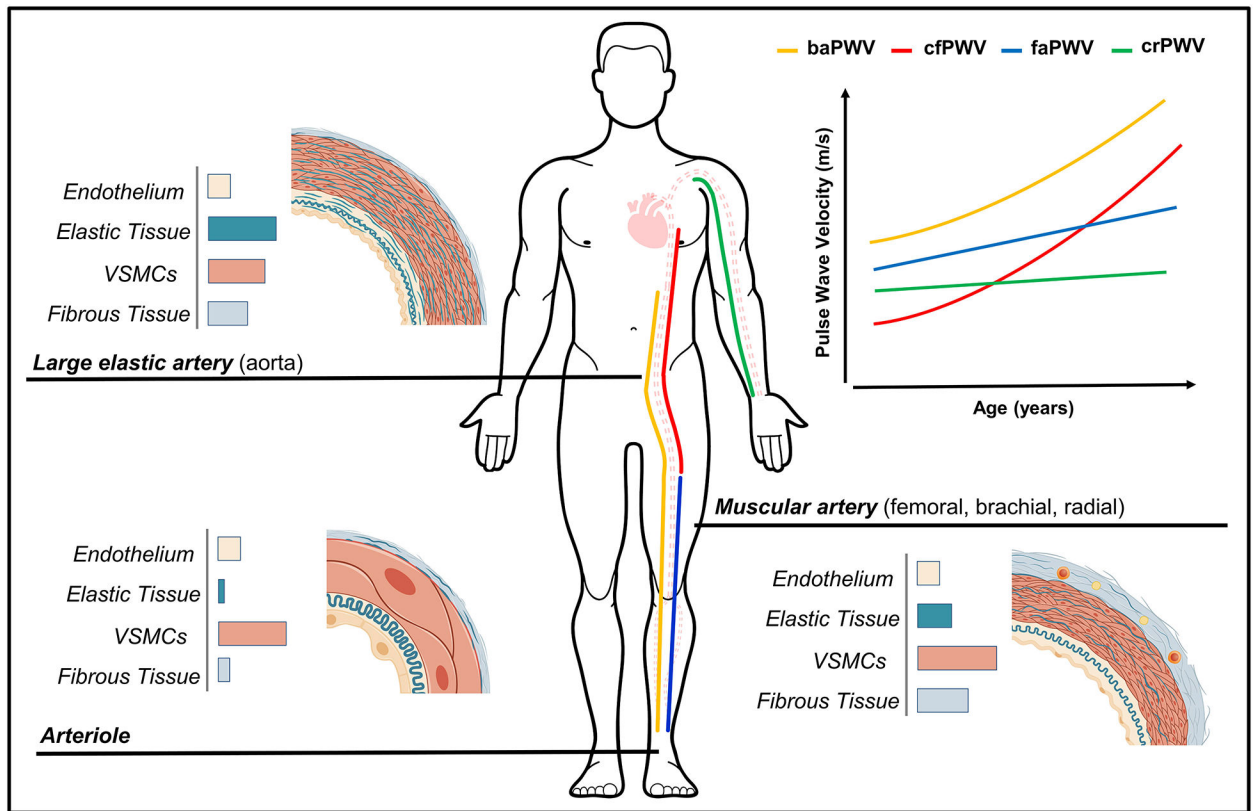 baPWV cfPWV faPWV crPWV
Pulse Wave Velocity (m/s)
Age (years)
Endothelium
Elastic Tissue
VSMCs
Fibrous Tissue
Large elastic artery (aorta)
Muscular artery (femoral, brachial, radial)
Endothelium
Elastic Tissue
VSMCs
Fibrous Tissue
Arteriole
Endothelium
Elastic Tissue
VSMCs
Fibrous Tissue